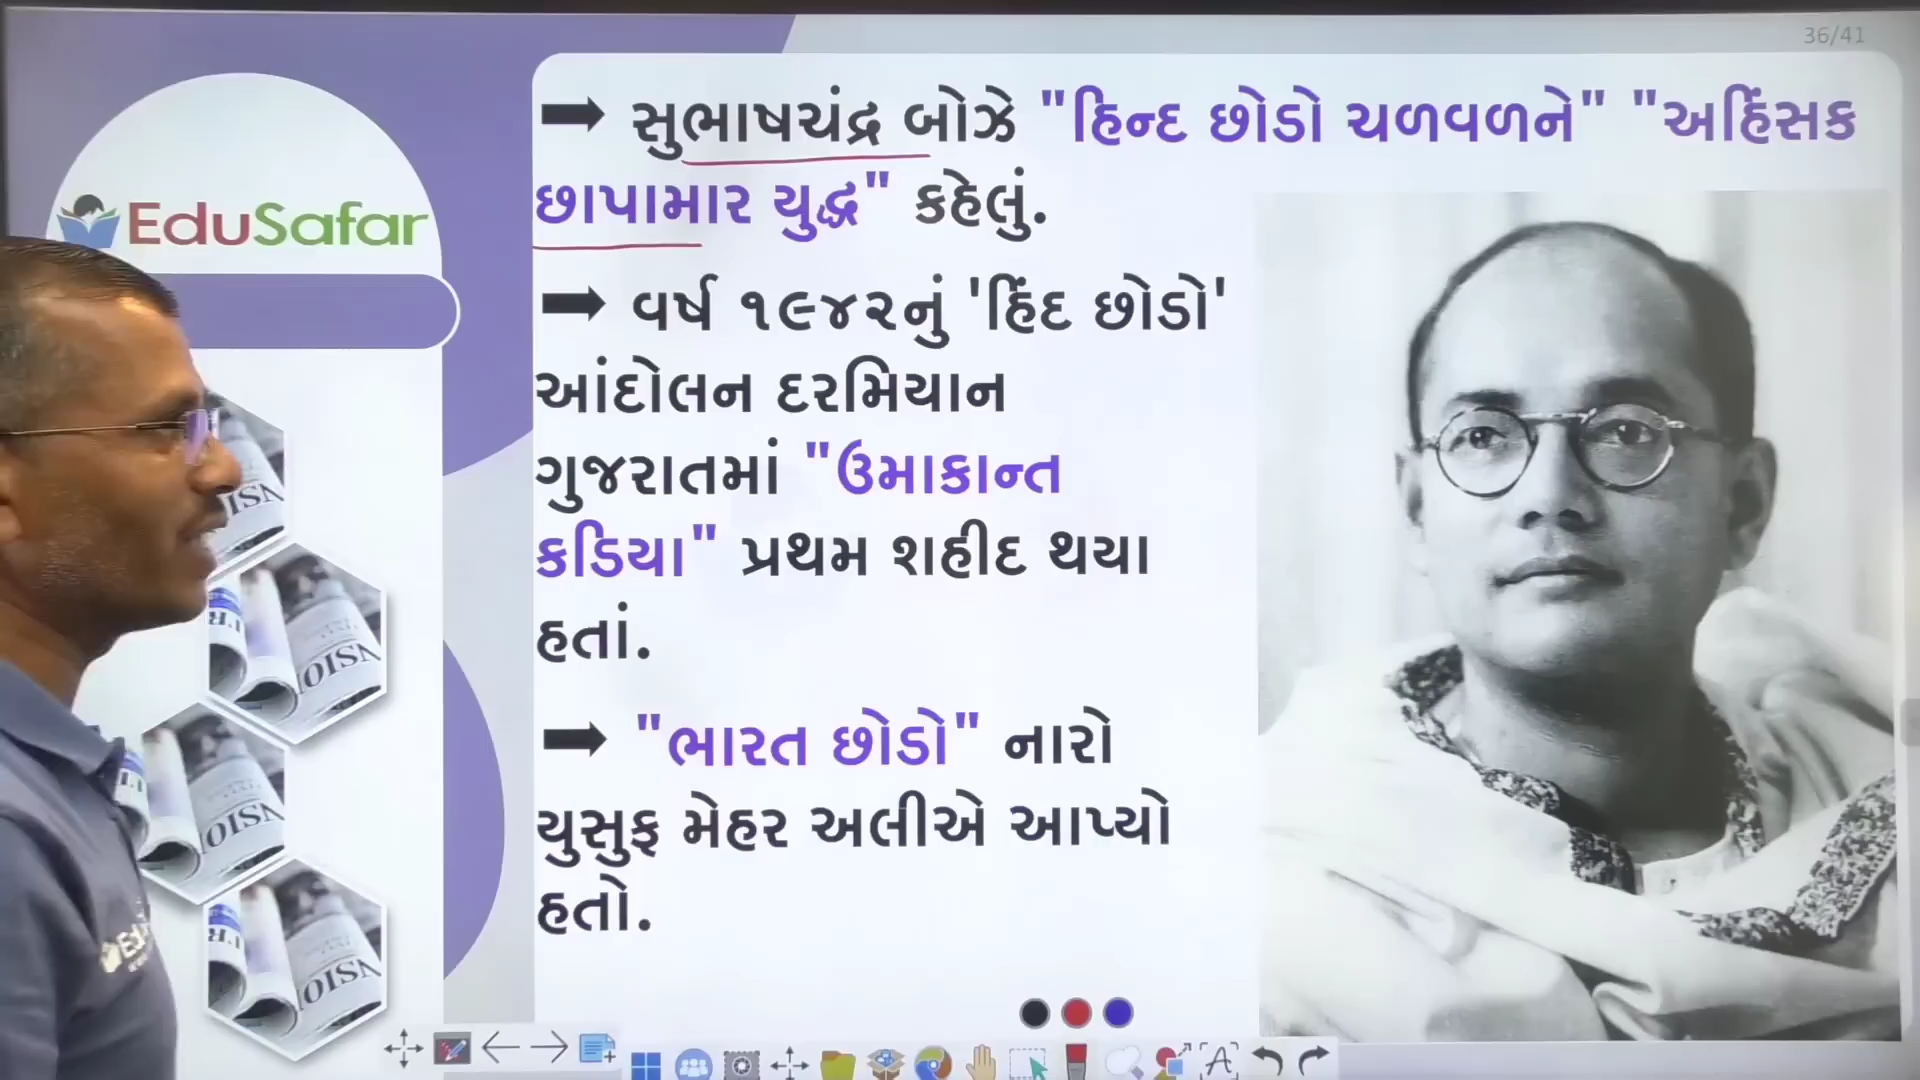 36/41
➡ સુભાષચંદ્ર બોઝે "હિન્દ છોડો ચળવળને" "અહિંસક
છાપામાર યુદ્ધ" કહેલું.
EduSafar
➡ વર્ષ ૧૯૪૨નું 'હિંદ છોડો'
આંદોલન દરમિયાન
ગુજરાતમાં "ઉમાકાન્ત
કડિયા" પ્રથમ શહીદ થયા
હતાં.
➡ "ભારત છોડો" નારો
યુસુફ મેહર અલીએ આપ્યો
હતો.